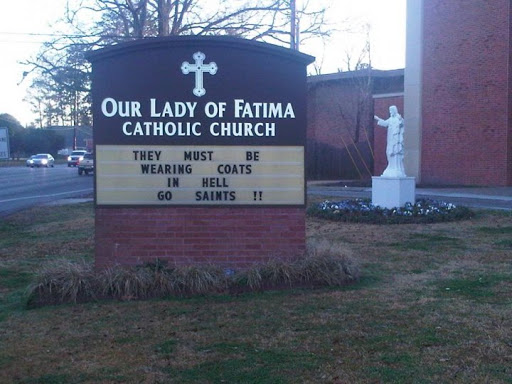 OUR LADY OF FATIMA
CATHOLIC CHURCH
THEY MUST BE
WEARING COATS
IN HELL
GO SAINTS !!